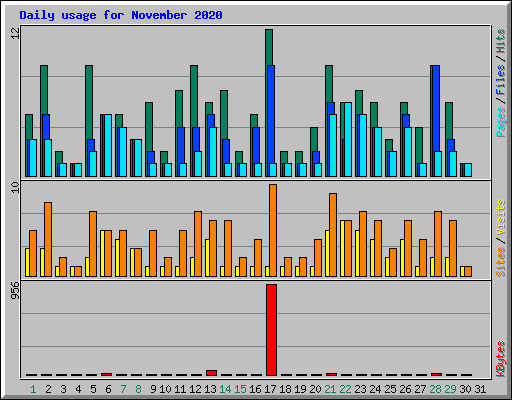 Daily usage for November 2020
12
Pages / Files / Hits
10
Sites / Visits
956
KBytes
1 2 3 4 5 6 7 8 9 10 11 12 13 14 15 16 17 18 19 20 21 22 23 24 25 26 27 28 29 30 31